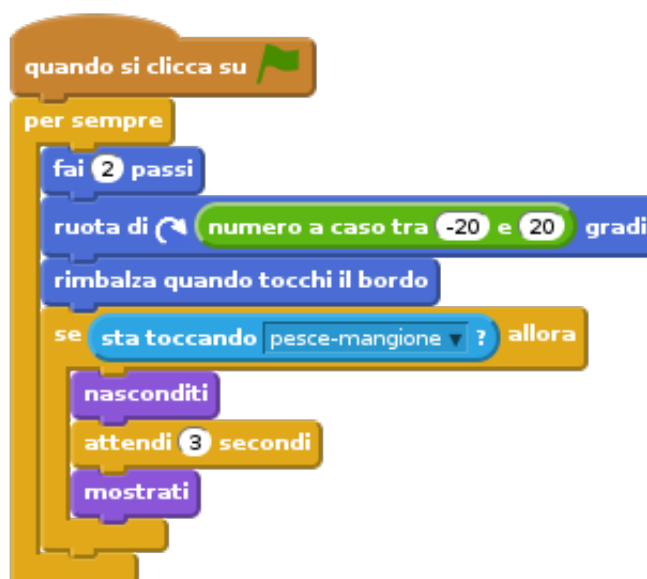 quando si clicca su
per sempre
fai 2 passi
ruota di numero a caso tra -20 e 20 gradi
rimbalza quando tocchi il bordo
se sta toccando pesce-mangione ? allora
nasconditi
attendi 3 secondi
mostrati